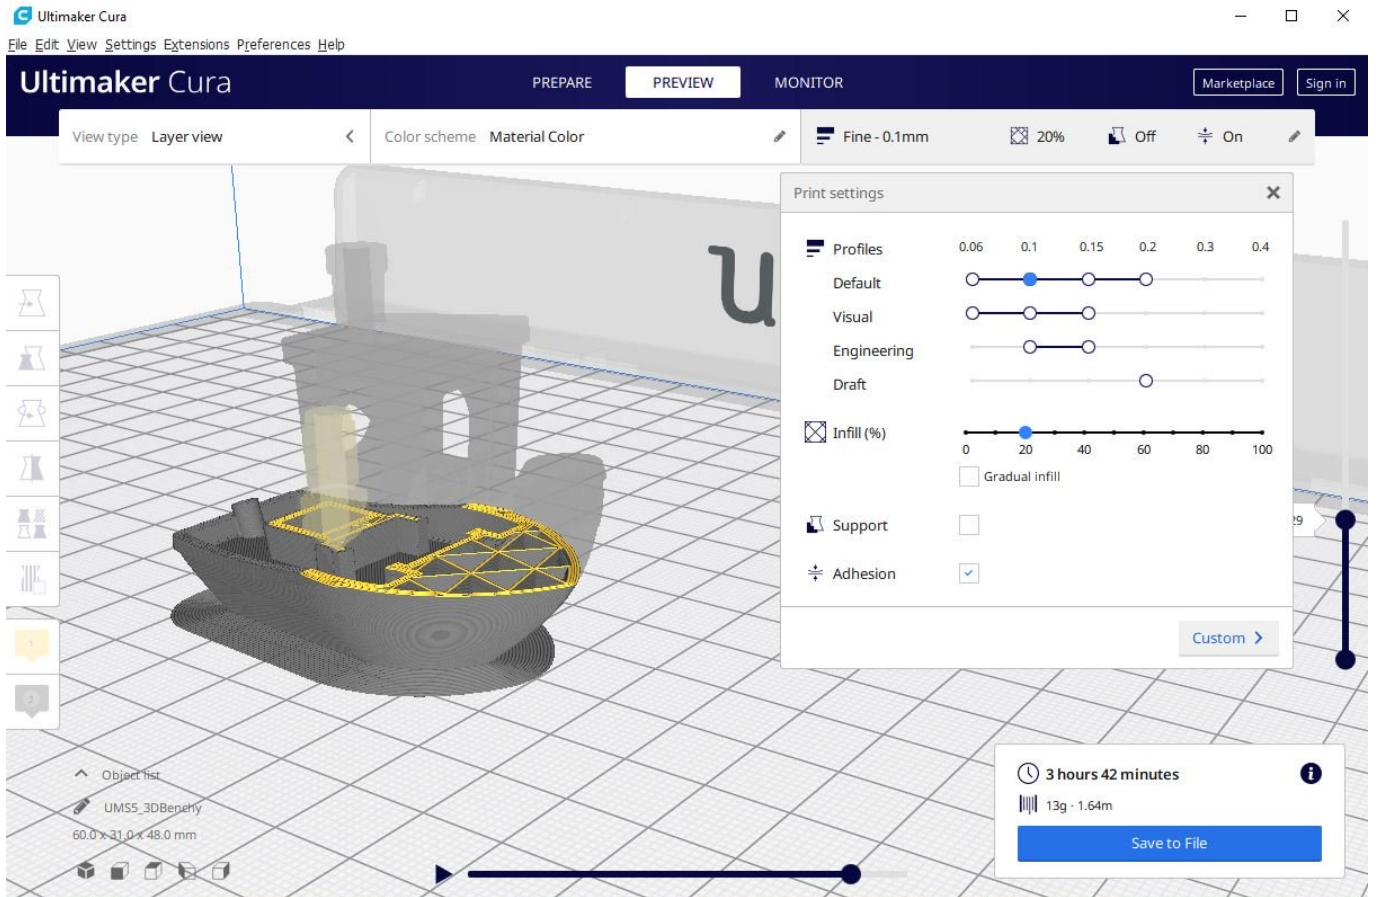 Ultimaker Cura
File Edit View Settings Extensions Preferences Help
Ultimaker Cura
PREPARE
PREVIEW
MONITOR
Marketplace
Sign in
View type Layer view
Color scheme Material Color
Fine - 0.1mm
20%
Off
On
Print settings
Profiles
0.06 0.1 0.15 0.2 0.3 0.4
Default
Visual
Engineering
Draft
Infill (%)
0 20 40 60 80 100
Gradual infill
Support
Adhesion
Custom
1
2
Object list
UMS5_3DBenchy
60.0 x 31.0 x 48.0 mm
3 hours 42 minutes
13g · 1.64m
Save to File